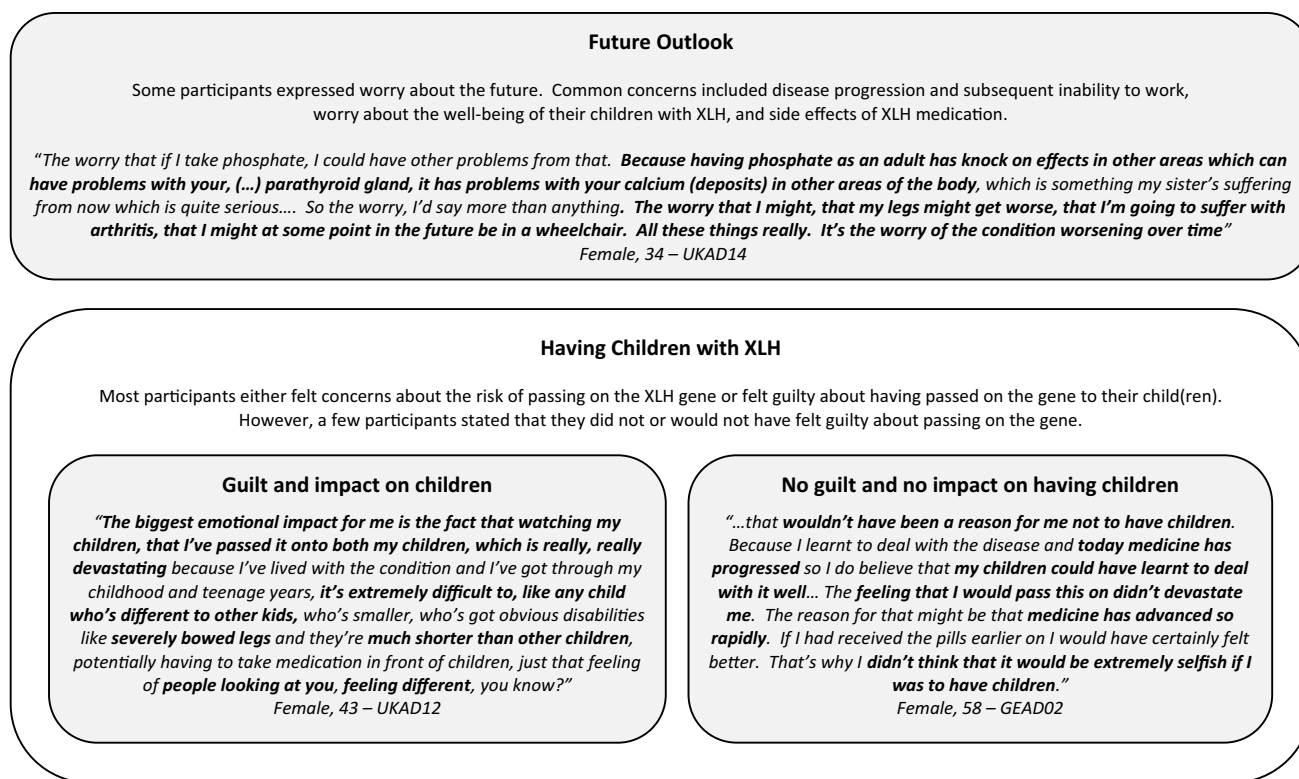 Future Outlook
Some participants expressed worry about the future.  Common concerns included disease progression and subsequent inability to work,
worry about the well-being of their children with XLH, and side effects of XLH medication.
“The worry that if I take phosphate, I could have other problems from that.  Because having phosphate as an adult has knock on effects in other areas which can
have problems with your, (...) parathyroid gland, it has problems with your calcium (deposits) in other areas of the body, which is something my sister’s suffering
from now which is quite serious....  So the worry, I’d say more than anything.  The worry that I might, that my legs might get worse, that I’m going to suffer with
arthritis, that I might at some point in the future be in a wheelchair.  All these things really.  It’s the worry of the condition worsening over time”
Female, 34 – UKAD14
Having Children with XLH
Most participants either felt concerns about the risk of passing on the XLH gene or felt guilty about having passed on the gene to their child(ren).
However, a few participants stated that they did not or would not have felt guilty about passing on the gene.
Guilt and impact on children
“The biggest emotional impact for me is the fact that watching my
children, that I’ve passed it onto both my children, which is really, really
devastating because I’ve lived with the condition and I’ve got through my
childhood and teenage years, it’s extremely difficult to, like any child
who’s different to other kids, who’s smaller, who’s got obvious disabilities
like severely bowed legs and they’re much shorter than other children,
potentially having to take medication in front of children, just that feeling
of people looking at you, feeling different, you know?”
Female, 43 – UKAD12
No guilt and no impact on having children
“...that wouldn’t have been a reason for me not to have children.
Because I learnt to deal with the disease and today medicine has
progressed so I do believe that my children could have learnt to deal
with it well... The feeling that I would pass this on didn’t devastate
me.  The reason for that might be that medicine has advanced so
rapidly.  If I had received the pills earlier on I would have certainly felt
better.  That’s why I didn’t think that it would be extremely selfish if I
was to have children.”
Female, 58 – GEAD02